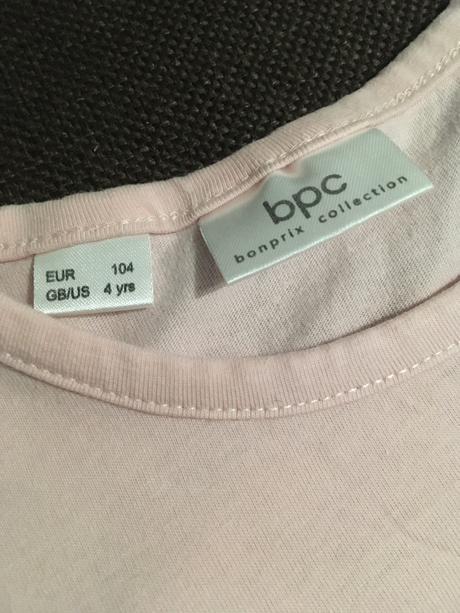 bpc
bonprix collection
EUR 104
GB/US 4 yrs